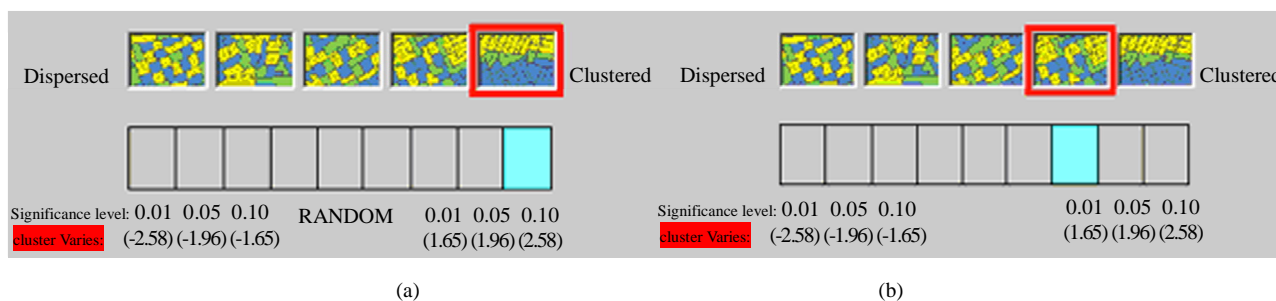 Dispersed Clustered
Significance level: 0.01 0.05 0.10 RANDOM 0.01 0.05 0.10
cluster Varies: (-2.58) (-1.96) (-1.65) (1.65) (1.96) (2.58)
(a)
Dispersed Clustered
Significance level: 0.01 0.05 0.10 0.01 0.05 0.10
cluster Varies: (-2.58) (-1.96) (-1.65) (1.65) (1.96) (2.58)
(b)